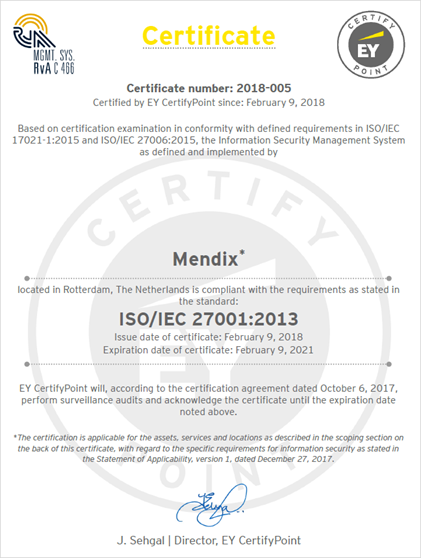 Certificate
MGMT. SYS.
RvA C 466
CERTIFY
EY
POINT
Certificate number: 2018-005
Certified by EY CertifyPoint since: February 9, 2018
Based on certification examination in conformity with defined requirements in ISO/IEC
17021-1:2015 and ISO/IEC 27006:2015, the Information Security Management System
as defined and implemented by
CERTIFY
Mendix*
located in Rotterdam, The Netherlands is compliant with the requirements as stated in
the standard:
ISO/IEC 27001:2013
Issue date of certificate: February 9, 2018
Expiration date of certificate: February 9, 2021
EY
EY CertifyPoint will, according to the certification agreement dated October 6, 2017,
perform surveillance audits and acknowledge the certificate until the expiration date
noted above.
*The certification is applicable for the assets, services and locations as described in the scoping section on
the back of this certificate, with regard to the specific requirements for information security as stated in
the Statement of Applicability, version 1, dated December 27, 2017.
POINT
J. Sehgal | Director, EY CertifyPoint